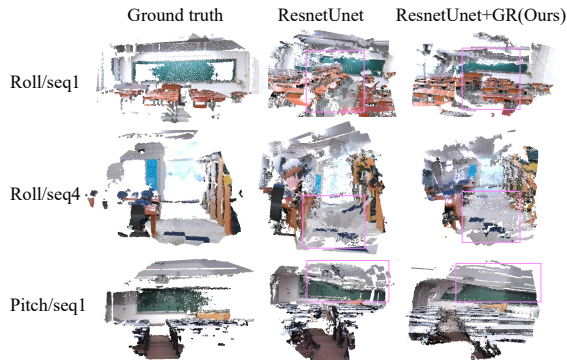 Ground truth ResnetUnet ResnetUnet+GR(Ours)
Roll/seq1
Roll/seq4
Pitch/seq1